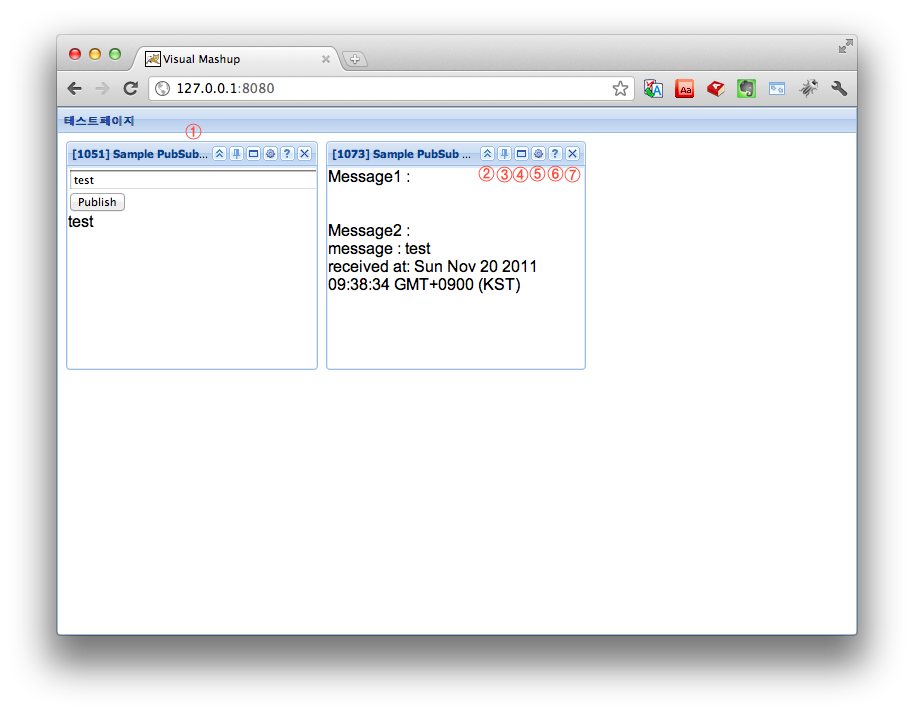 Visual Mashup
127.0.0.1:8080
테스트페이지
①
[1051] Sample PubSub...
?
[1073] Sample PubSub ...
?
②③④⑤⑥⑦
test
Publish
test
Message1 :
Message2 :
message : test
received at: Sun Nov 20 2011
09:38:34 GMT+0900 (KST)
Aa